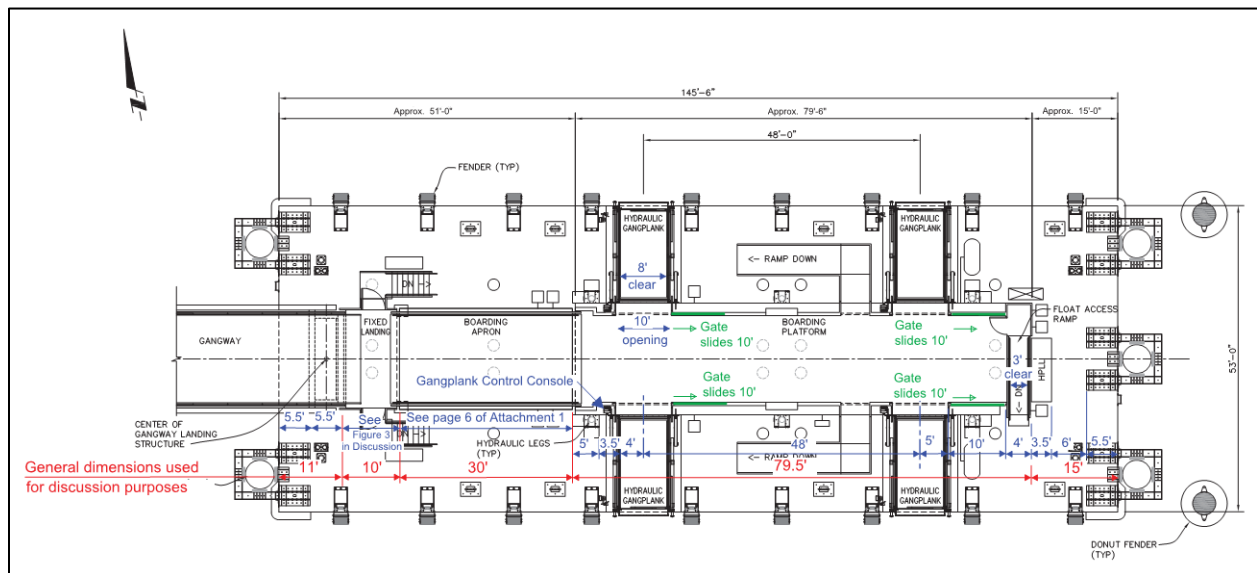 145'-6"
Approx. 51'-0"
Approx. 79'-6"
Approx. 15'-0"
48'-0"
FENDER (TYP)
HYDRAULIC
GANGPLANK
HYDRAULIC
GANGPLANK
<- RAMP DOWN
8'
clear
DN ->
FIXED
LANDING
BOARDING
APRON
BOARDING
PLATFORM
FLOAT ACCESS
RAMP
GANGWAY
10'
opening
Gate
slides 10'
Gate
slides 10'
3'
clear
HPLL
53'-0"
Gangplank Control Console
Gate
slides 10'
Gate
slides 10'
<- DN
CENTER OF
GANGWAY LANDING
STRUCTURE
5.5'
5.5'
See
Figure 3
in Discussion
See page 6 of Attachment 1
DN ->
HYDRAULIC LEGS
(TYP)
5'
3.5'
4'
48'
5'
10'
4'
3.5'
6'
5.5'
<- RAMP DOWN
General dimensions used
for discussion purposes
11'
10'
30'
79.5'
15'
HYDRAULIC
GANGPLANK
HYDRAULIC
GANGPLANK
DONUT FENDER
(TYP)